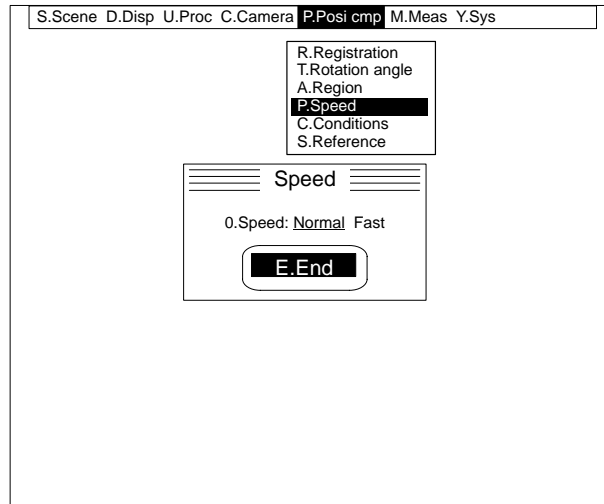 S.Scene D.Disp U.Proc C.Camera P.Posi cmp M.Meas Y.Sys
R.Registration
T.Rotation angle
A.Region
P.Speed
C.Conditions
S.Reference
Speed
0.Speed: Normal Fast
E.End